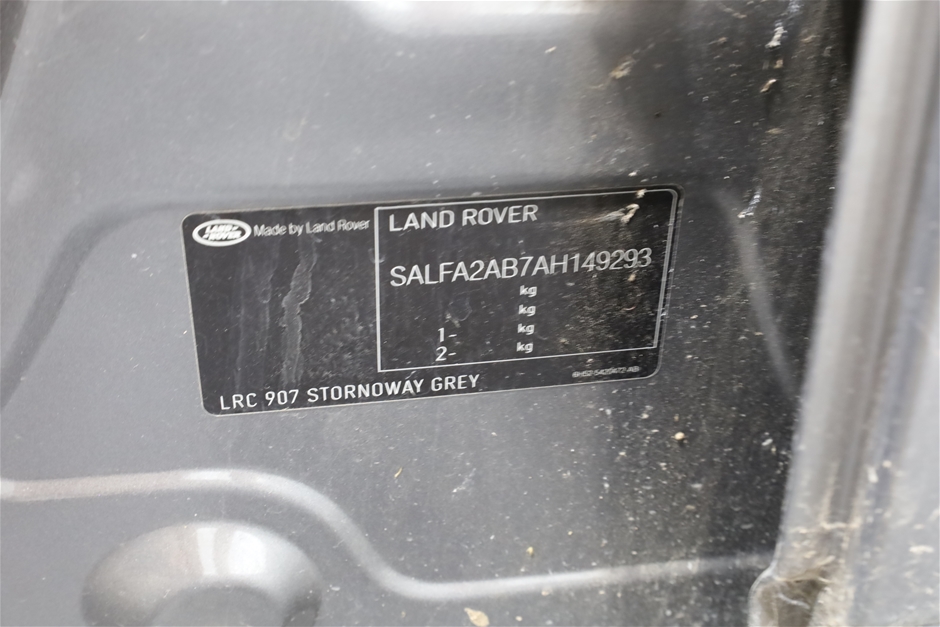 LAND ROVER
Made by Land Rover
LAND ROVER
SALFA2AB7AH149293
kg
kg
1- kg
2- kg
LRC 907 STORNOWAY GREY